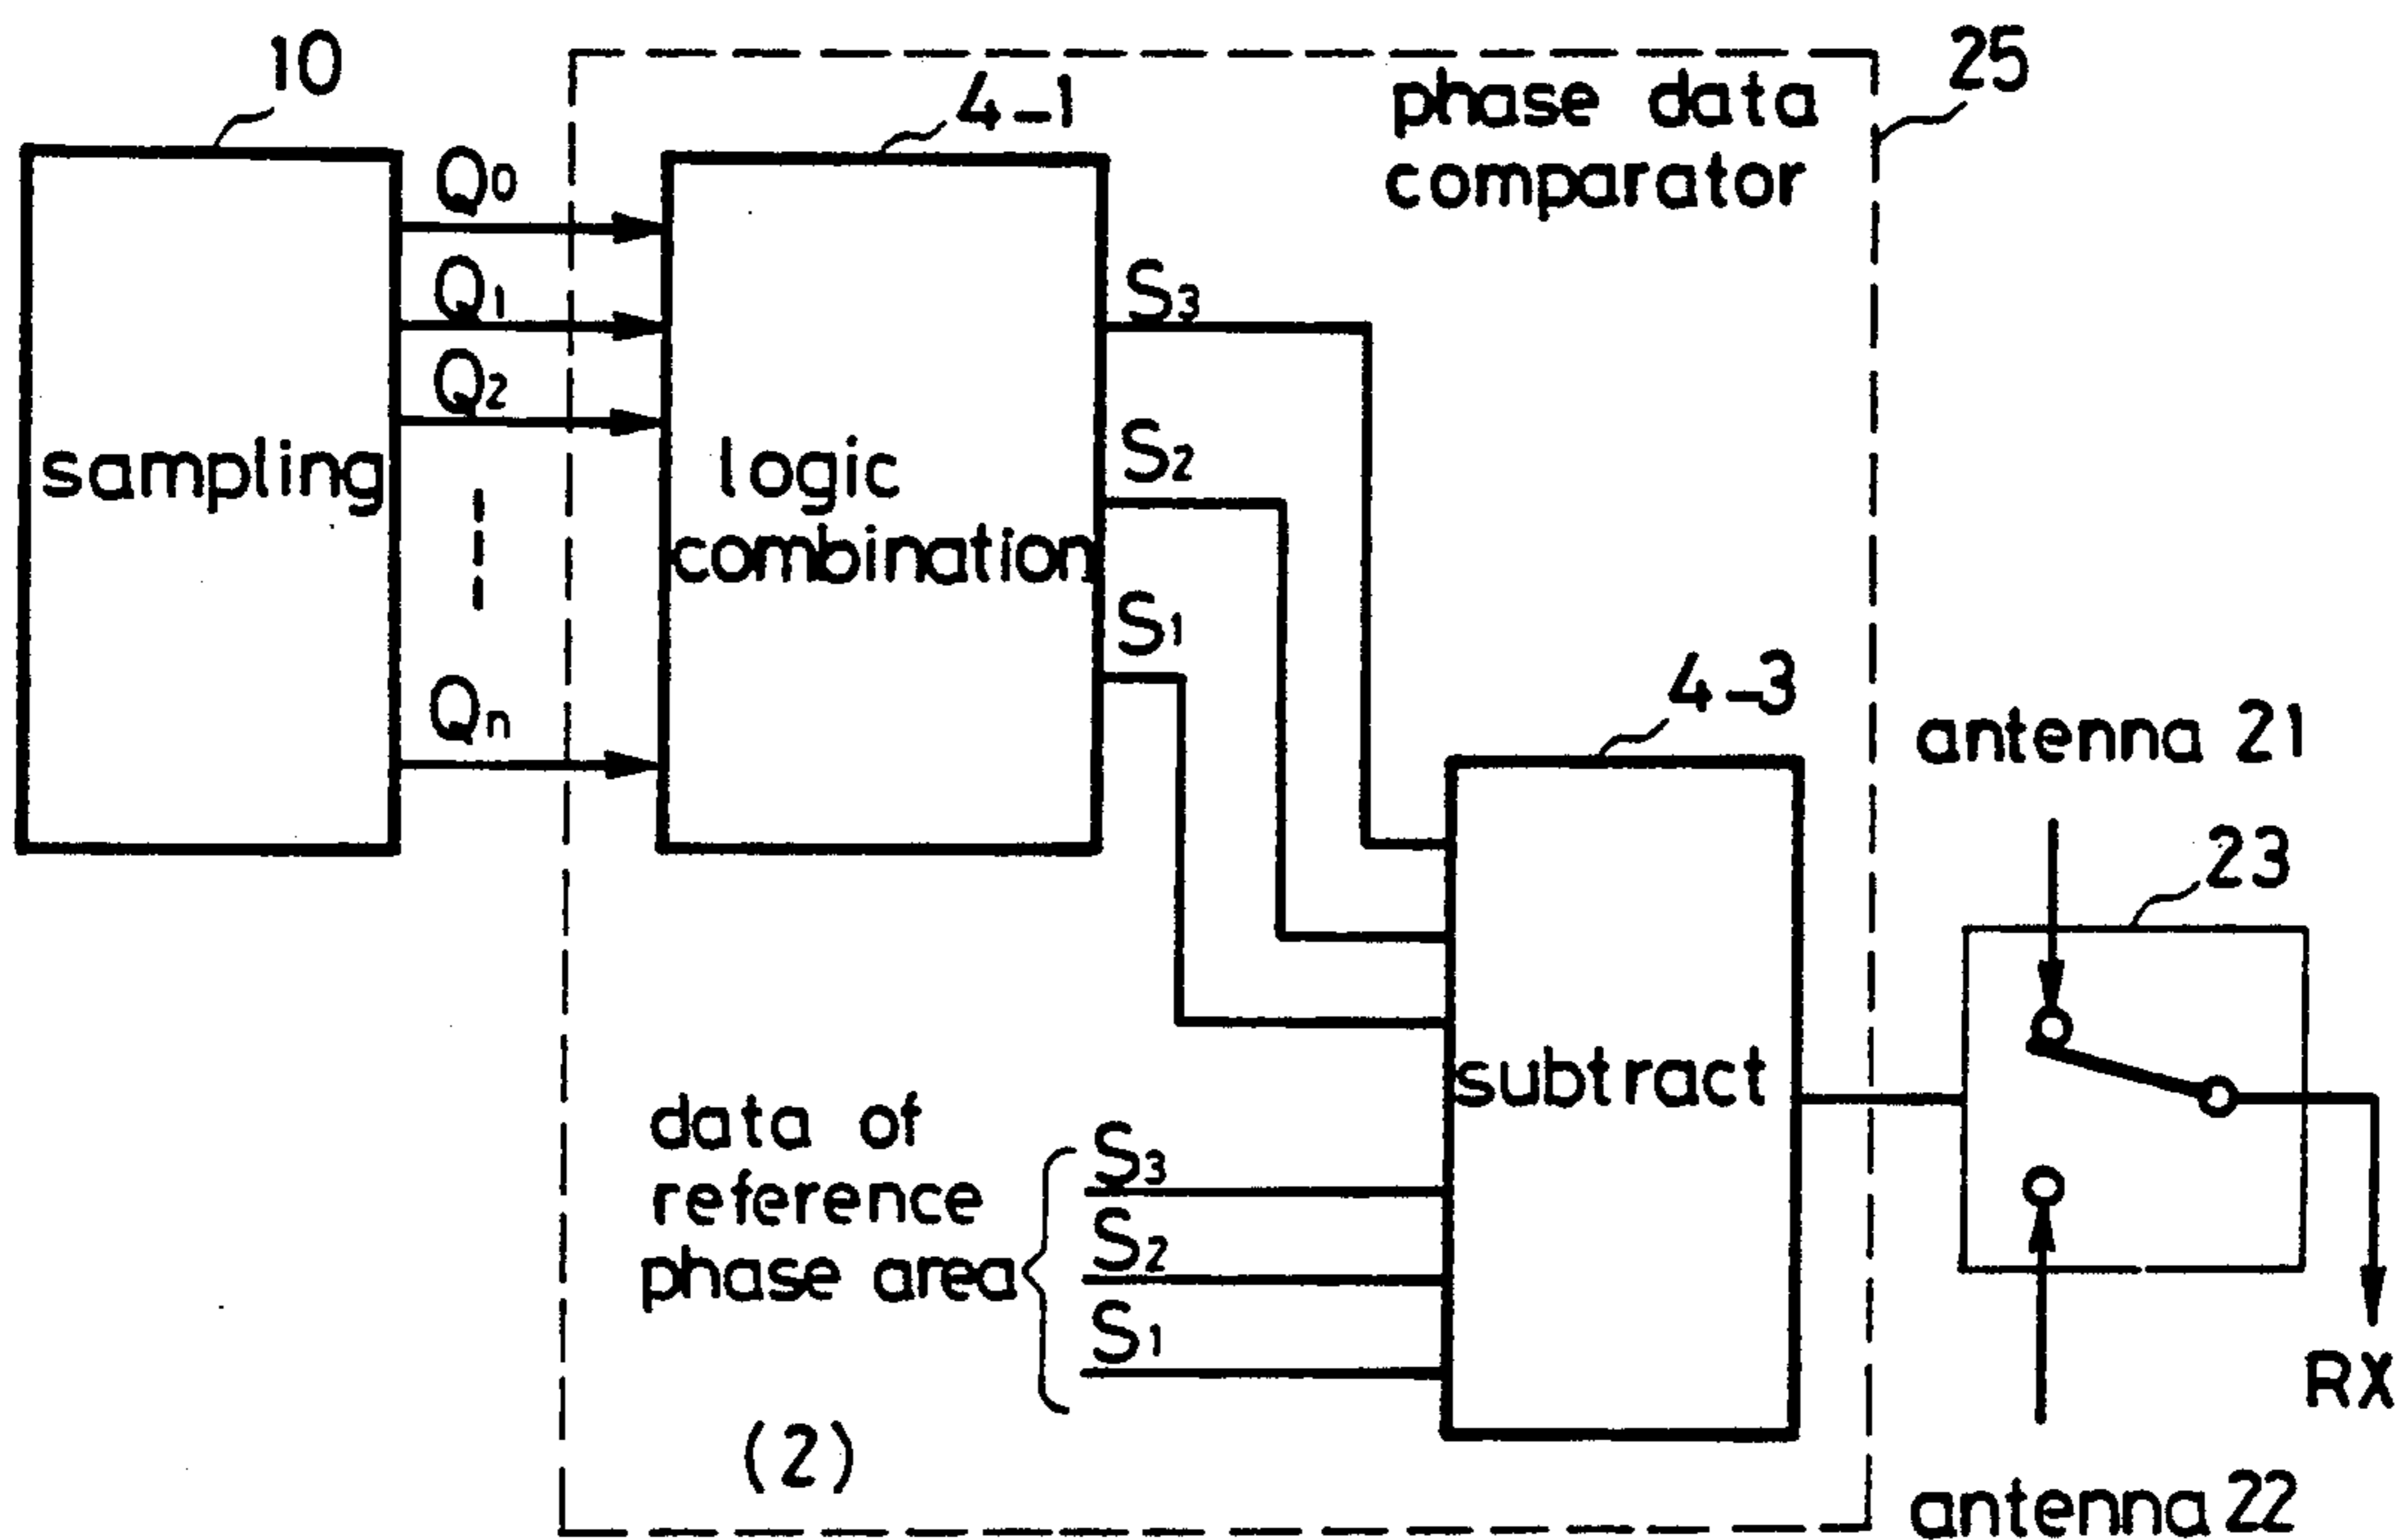 10
4-1
phase data
comparator
25
Q0
Q1
Q2
Qn
sampling
logic
combination
S3
S2
S1
4-3
antenna 21
23
subtract
data of
reference
phase area
S3
S2
S1
RX
(2)
antenna 22